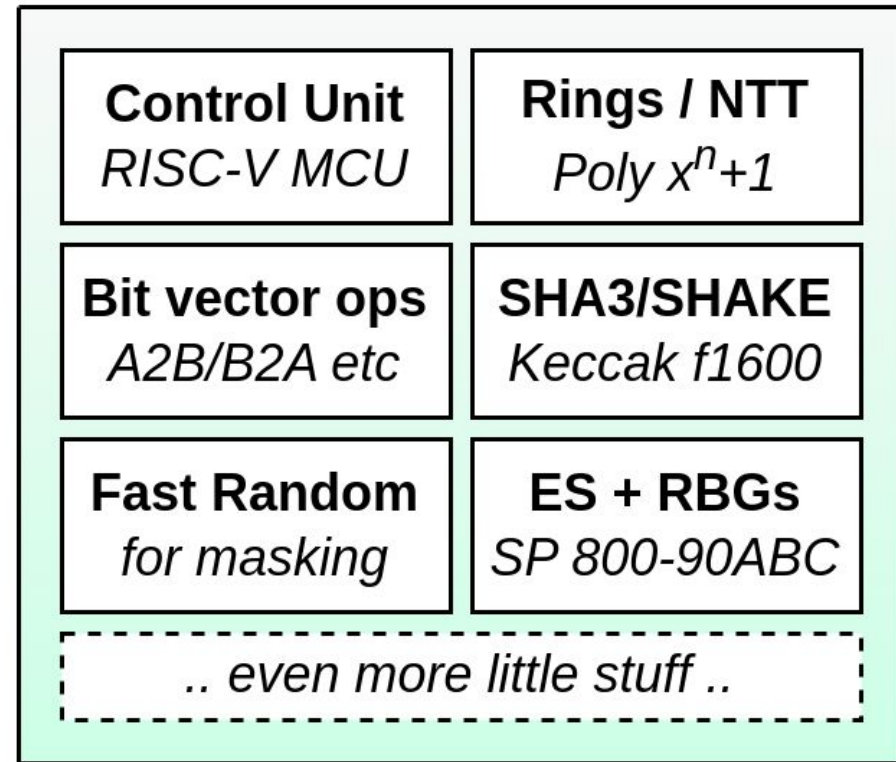 Control Unit
RISC-V MCU
Rings / NTT
Poly xⁿ+1
Bit vector ops
A2B/B2A etc
SHA3/SHAKE
Keccak f1600
Fast Random
for masking
ES + RBGs
SP 800-90ABC
.. even more little stuff ..